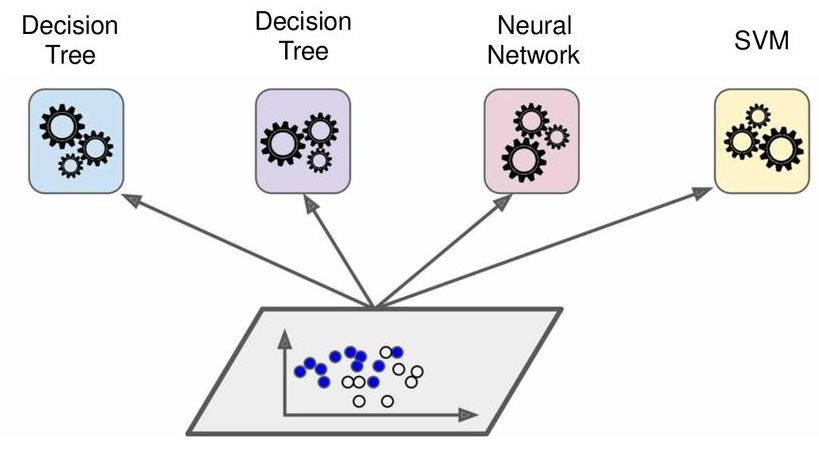 Decision
Tree
Decision
Tree
Neural
Network
SVM